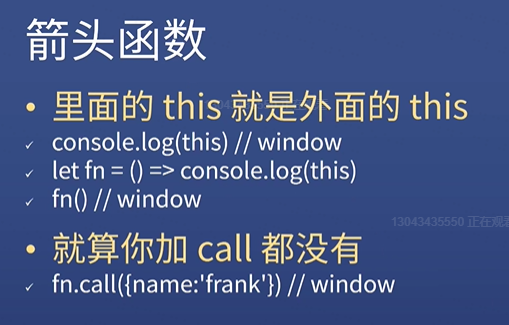 箭头函数
• 里面的 this 就是外面的 this
✓ console.log(this) // window
✓ let fn = () => console.log(this)
✓ fn() // window
13043435550 正在观看
• 就算你加 call 都没有
✓ fn.call({name:'frank'}) // window